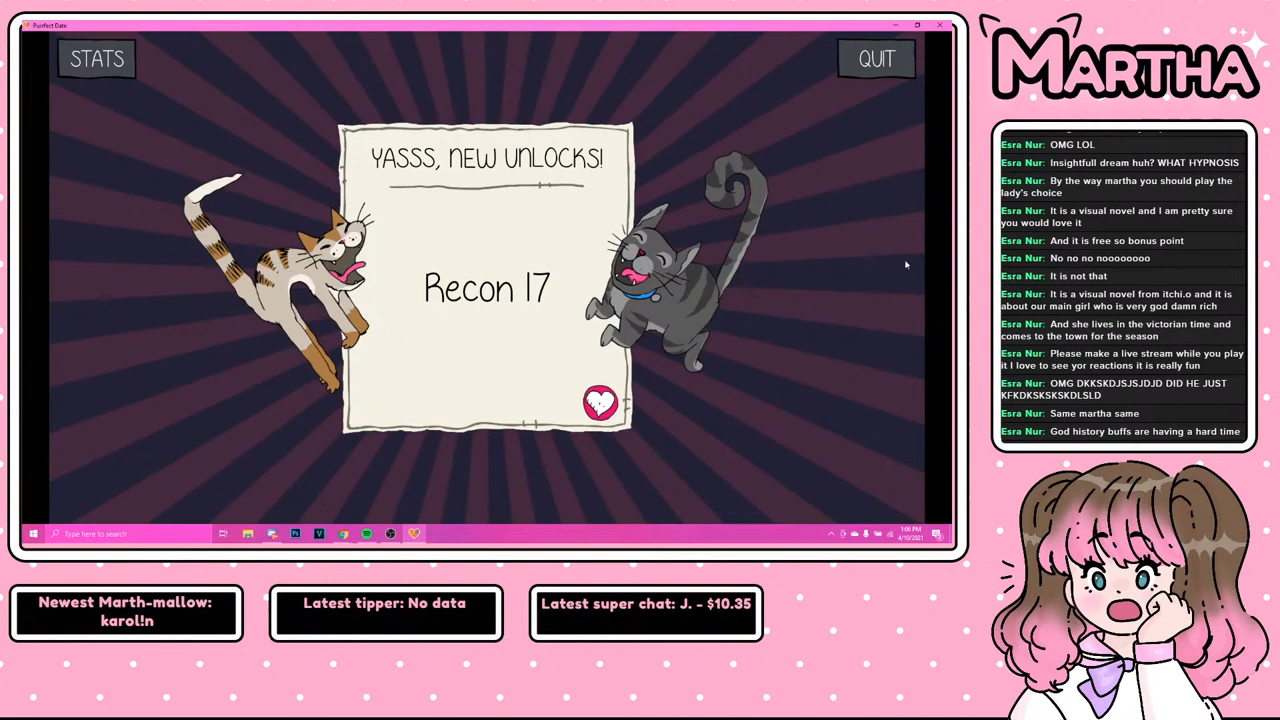 Purrfect Date
STATS
QUIT
YASSS, NEW UNLOCKS!
Recon 17
Type here to search
1:06 PM
4/10/2021
MARTHA
Esra Nur: OMG LOL
Esra Nur: Insightfull dream huh? WHAT HYPNOSIS
Esra Nur: By the way martha you should play the
lady's choice
Esra Nur: It is a visual novel and I am pretty sure
you would love it
Esra Nur: And it is free so bonus point
Esra Nur: No no no nooooooo
Esra Nur: It is not that
Esra Nur: It is a visual novel from itchi.o and it is
about our main girl who is very god damn rich
Esra Nur: And she lives in the victorian time and
comes to the town for the season
Esra Nur: Please make a live stream while you play
it I love to see yor reactions it is really fun
Esra Nur: OMG DKKSKDJSJSJDJD DID HE JUST
KFKDKSKSKSKDLSLD
Esra Nur: Same martha same
Esra Nur: God history buffs are having a hard time
Newest Marth-mallow:
karol!n
Latest tipper: No data
Latest super chat: J. - $10.35